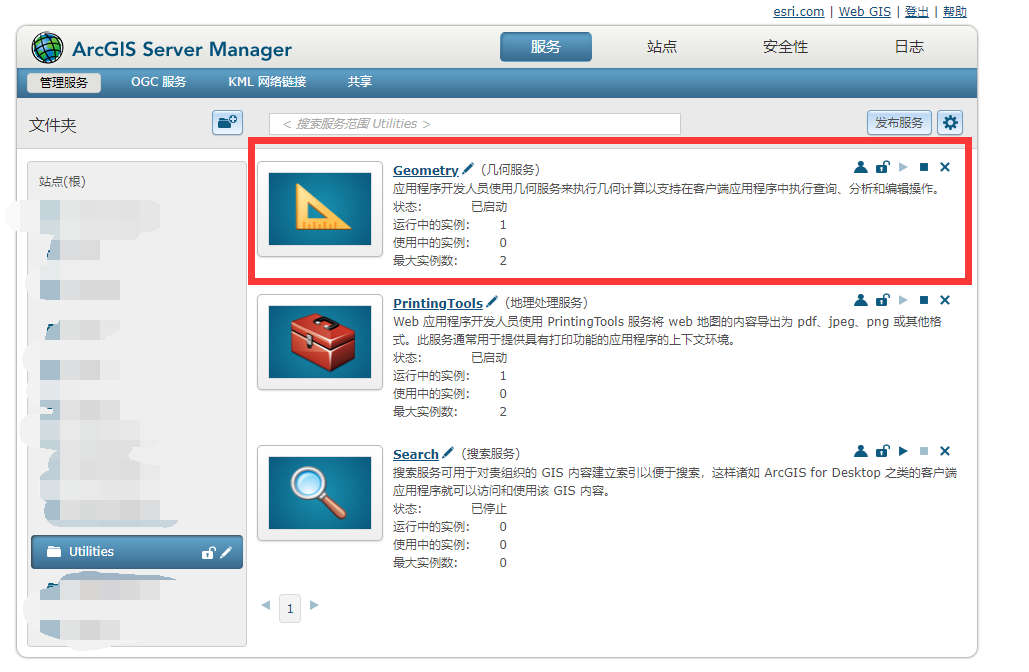 esri.com | Web GIS | 登出 | 帮助
ArcGIS Server Manager
服务 站点 安全性 日志
管理服务 OGC 服务 KML 网络链接 共享
文件夹
< 搜索服务范围 Utilities >
发布服务
站点(根)
Utilities
Geometry (几何服务)
应用程序开发人员使用几何服务来执行几何计算以支持在客户端应用程序中执行查询、分析和编辑操作。
状态: 已启动
运行中的实例: 1
使用中的实例: 0
最大实例数: 2
PrintingTools (地理处理服务)
Web 应用程序开发人员使用 PrintingTools 服务将 web 地图的内容导出为 pdf、jpeg、png 或其他格
式。此服务通常用于提供具有打印功能的应用程序的上下文环境。
状态: 已启动
运行中的实例: 1
使用中的实例: 0
最大实例数: 2
Search (搜索服务)
搜索服务可用于对贵组织的 GIS 内容建立索引以便于搜索，这样诸如 ArcGIS for Desktop 之类的客户端
应用程序就可以访问和使用该 GIS 内容。
状态: 已停止
运行中的实例: 0
使用中的实例: 0
最大实例数: 0
1